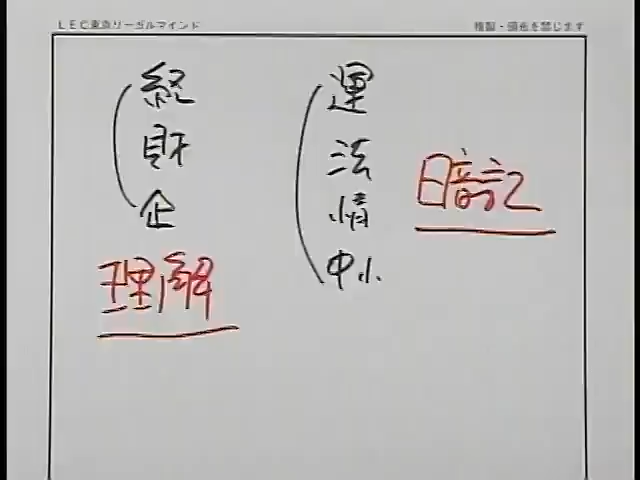 LEC東京リーガルマインド
複製・頒布を禁じます
経
財
企
理解
運
法
情
中小
暗記